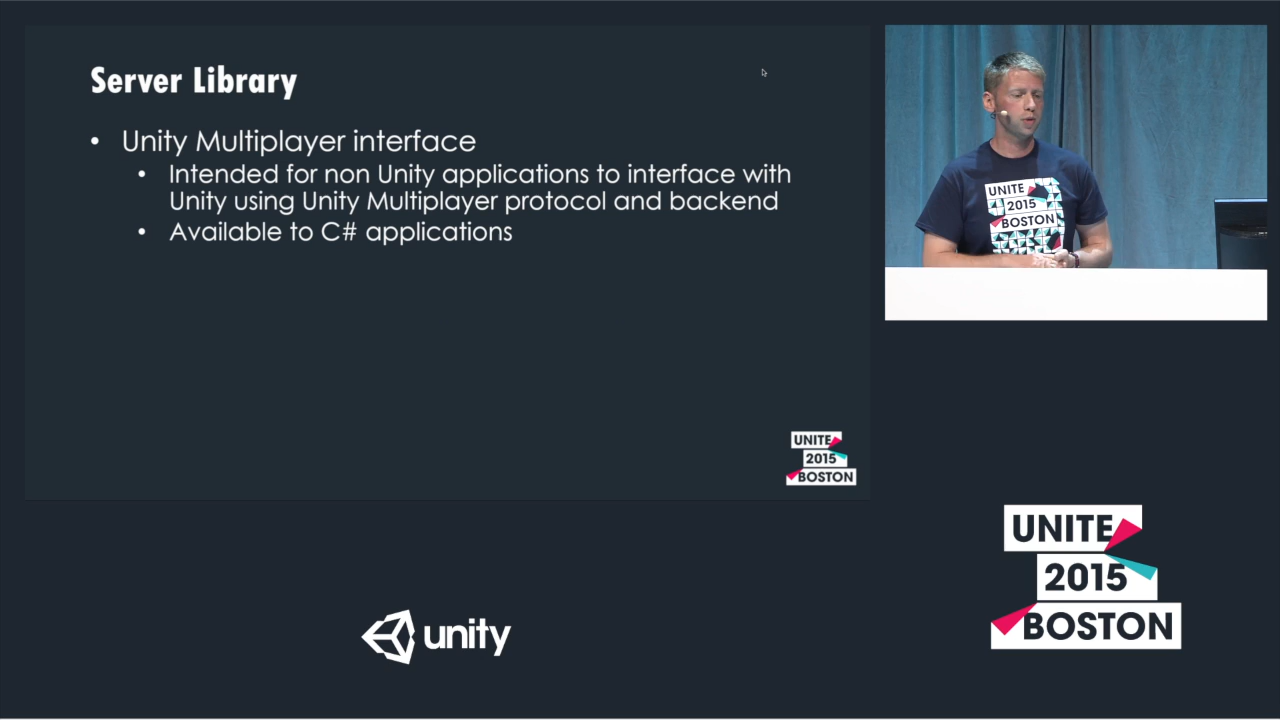 Server Library
• Unity Multiplayer interface
• Intended for non Unity applications to interface with
Unity using Unity Multiplayer protocol and backend
• Available to C# applications
UNITE
2015
BOSTON
UNITE
2015
BOSTON
unity
UNITE
2015
BOSTON